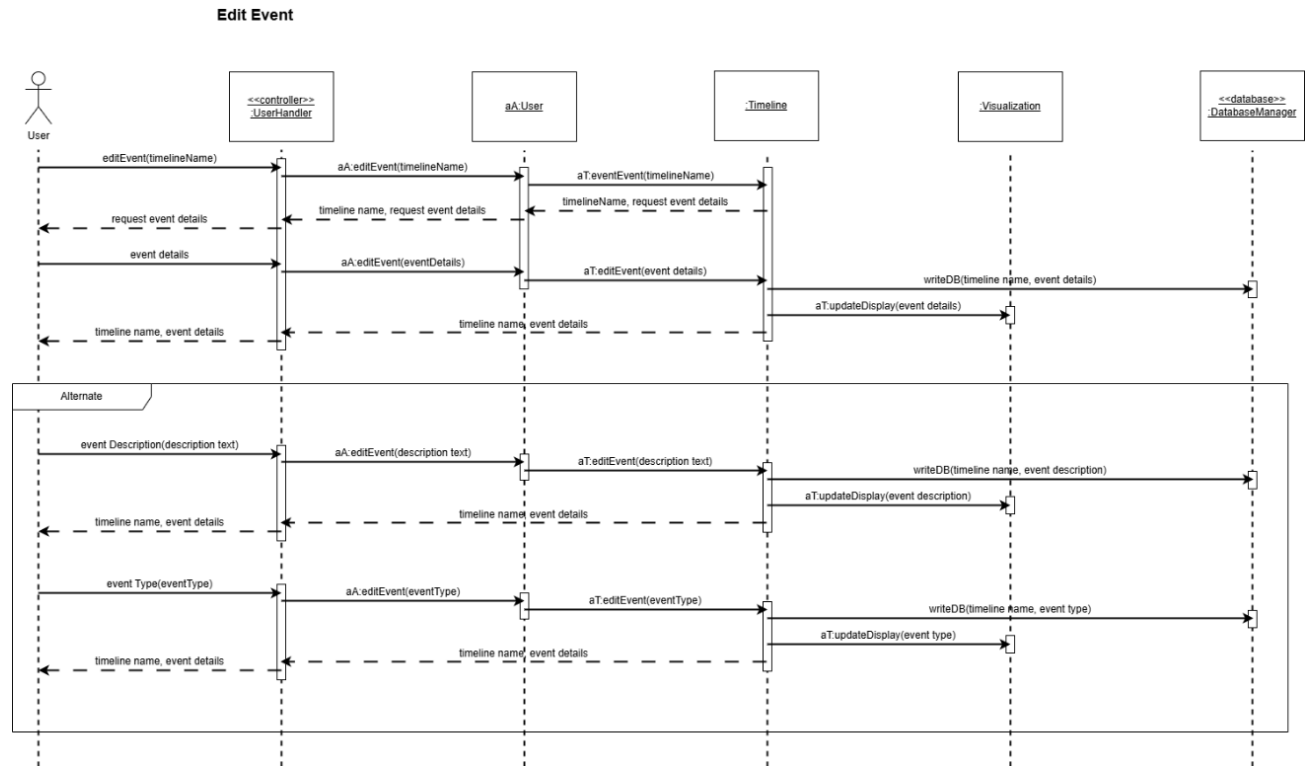 Edit Event
User
<<controller>>
:UserHandler
aA:User
:Timeline
:Visualization
<<database>>
:DatabaseManager
editEvent(timelineName)
aA:editEvent(timelineName)
aT:eventEvent(timelineName)
timelineName, request event details
timeline name, request event details
request event details
event details
aA:editEvent(eventDetails)
aT:editEvent(event details)
writeDB(timeline name, event details)
aT:updateDisplay(event details)
timeline name, event details
timeline name, event details
Alternate
event Description(description text)
aA:editEvent(description text)
aT:editEvent(description text)
writeDB(timeline name, event description)
aT:updateDisplay(event description)
timeline name, event details
timeline name, event details
event Type(eventType)
aA:editEvent(eventType)
aT:editEvent(eventType)
writeDB(timeline name, event type)
aT:updateDisplay(event type)
timeline name, event details
timeline name, event details